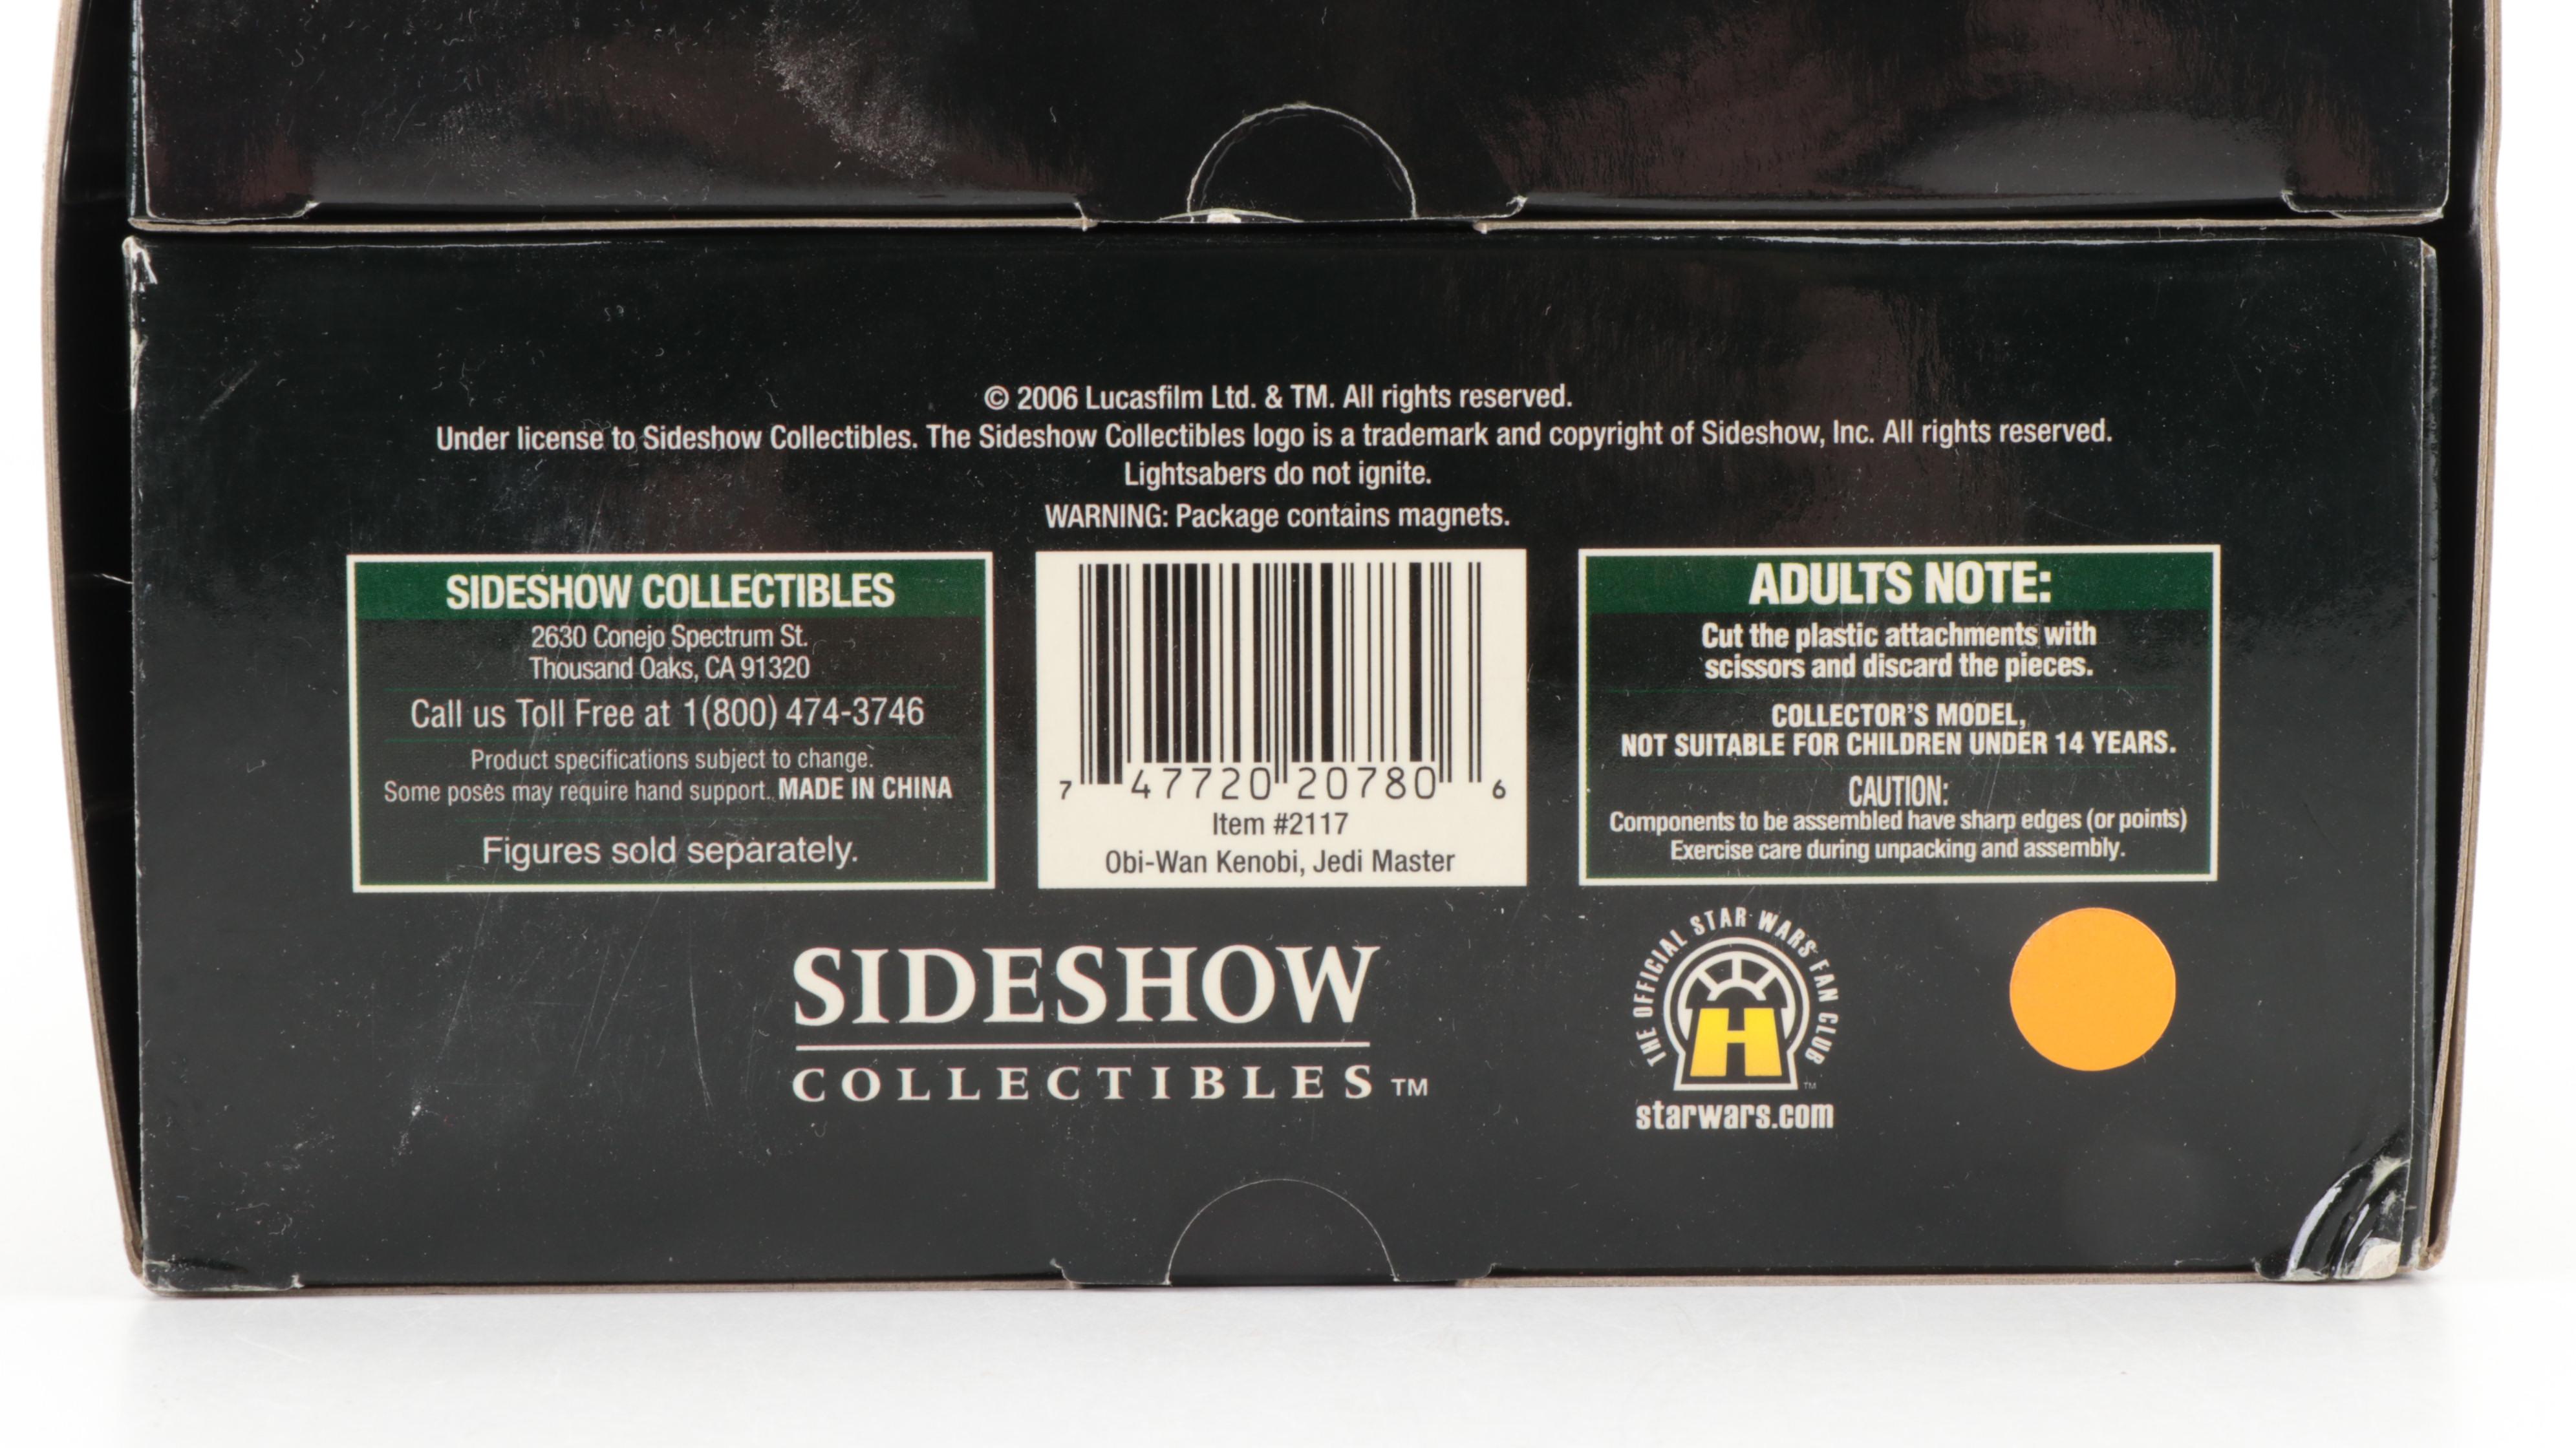 © 2006 Lucasfilm Ltd. & TM. All rights reserved.
Under license to Sideshow Collectibles. The Sideshow Collectibles logo is a trademark and copyright of Sideshow, Inc. All rights reserved.
Lightsabers do not ignite.
WARNING: Package contains magnets.
SIDESHOW COLLECTIBLES
2630 Conejo Spectrum St.
Thousand Oaks, CA 91320
Call us Toll Free at 1(800) 474-3746
Product specifications subject to change.
Some poses may require hand support. MADE IN CHINA
Figures sold separately.
7 47720 20780 6
Item #2117
Obi-Wan Kenobi, Jedi Master
ADULTS NOTE:
Cut the plastic attachments with
scissors and discard the pieces.
COLLECTOR'S MODEL,
NOT SUITABLE FOR CHILDREN UNDER 14 YEARS.
CAUTION:
Components to be assembled have sharp edges (or points)
Exercise care during unpacking and assembly.
SIDESHOW
COLLECTIBLES TM
THE OFFICIAL STAR WARS FAN CLUB
H
TM
starwars.com